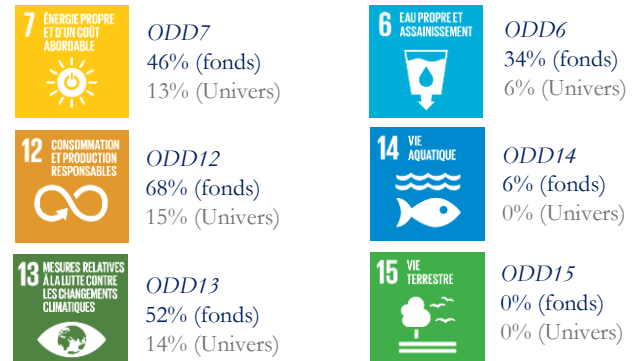 7 ÉNERGIE PROPRE
ET D'UN COÛT
ABORDABLE
ODD7
46% (fonds)
13% (Univers)
6 EAU PROPRE ET
ASSAINISSEMENT
ODD6
34% (fonds)
6% (Univers)
12 CONSOMMATION
ET PRODUCTION
RESPONSABLES
ODD12
68% (fonds)
15% (Univers)
14 VIE
AQUATIQUE
ODD14
6% (fonds)
0% (Univers)
13 MESURES RELATIVES
À LA LUTTE CONTRE
LES CHANGEMENTS
CLIMATIQUES
ODD13
52% (fonds)
14% (Univers)
15 VIE
TERRESTRE
ODD15
0% (fonds)
0% (Univers)